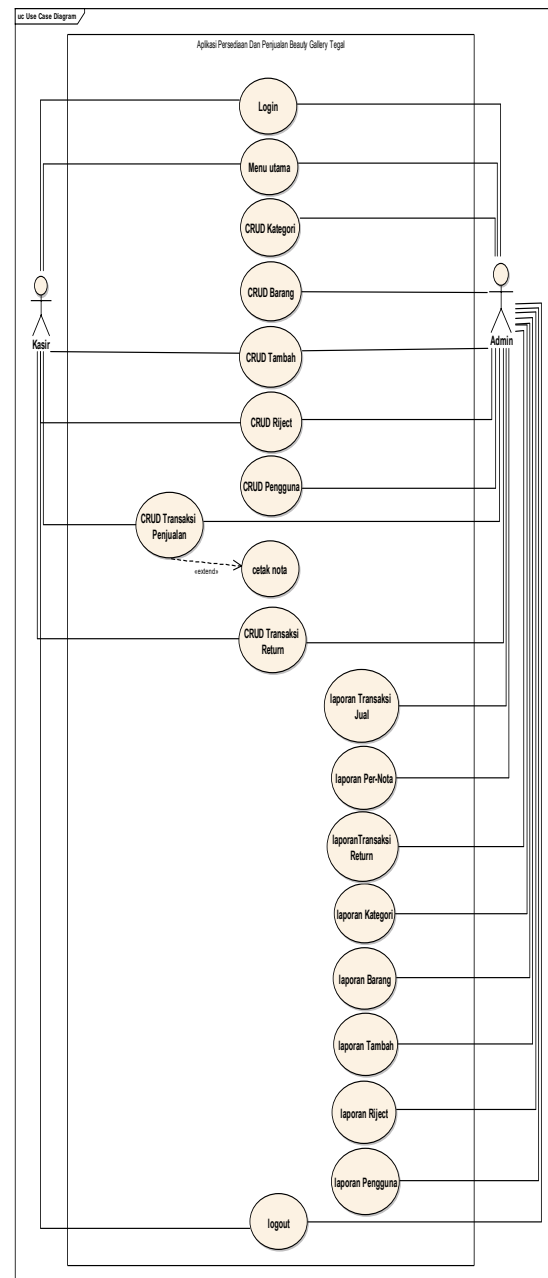 uc Use Case Diagram
Aplikasi Persediaan Dan Penjualan Beauty Gallery Tegal
Login
Menu utama
CRUD Kategori
CRUD Barang
Kasir
Admin
CRUD Tambah
CRUD Riject
CRUD Pengguna
CRUD Transaksi
Penjualan
«extend»
cetak nota
CRUD Transaksi
Return
laporan Transaksi
Jual
laporan Per-Nota
laporanTransaksi
Return
laporan Kategori
laporan Barang
laporan Tambah
laporan Riject
laporan Pengguna
logout